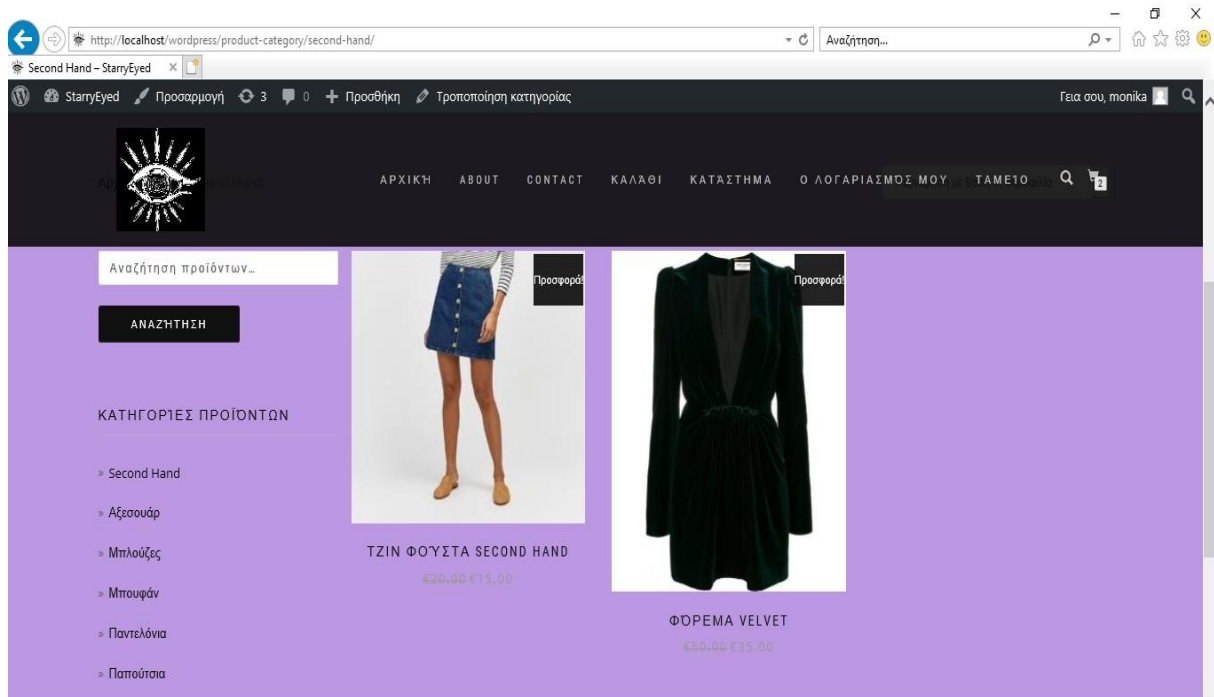 http://localhost/wordpress/product-category/second-hand/
Αναζήτηση...
Second Hand – StarryEyed
StarryEyed Προσαρμογή 3 0 Προσθήκη Τροποποίηση κατηγορίας
Γεια σου, monika
ΑΡΧΙΚΉ ABOUT CONTACT ΚΑΛΆΘΙ ΚΑΤΆΣΤΗΜΑ Ο ΛΟΓΑΡΙΑΣΜΌΣ ΜΟΥ ΤΑΜΕΊΟ 2
Αναζήτηση προϊόντων…
ΑΝΑΖΉΤΗΣΗ
ΚΑΤΗΓΟΡΊΕΣ ΠΡΟΪΌΝΤΩΝ
» Second Hand
» Αξεσουάρ
» Μπλούζες
» Μπουφάν
» Παντελόνια
» Παπούτσια
Προσφορά!
ΤΖΙΝ ΦΟΎΣΤΑ SECOND HAND
€20.00 €15.00
Προσφορά!
ΦΌΡΕΜΑ VELVET
€50.00 €35.00